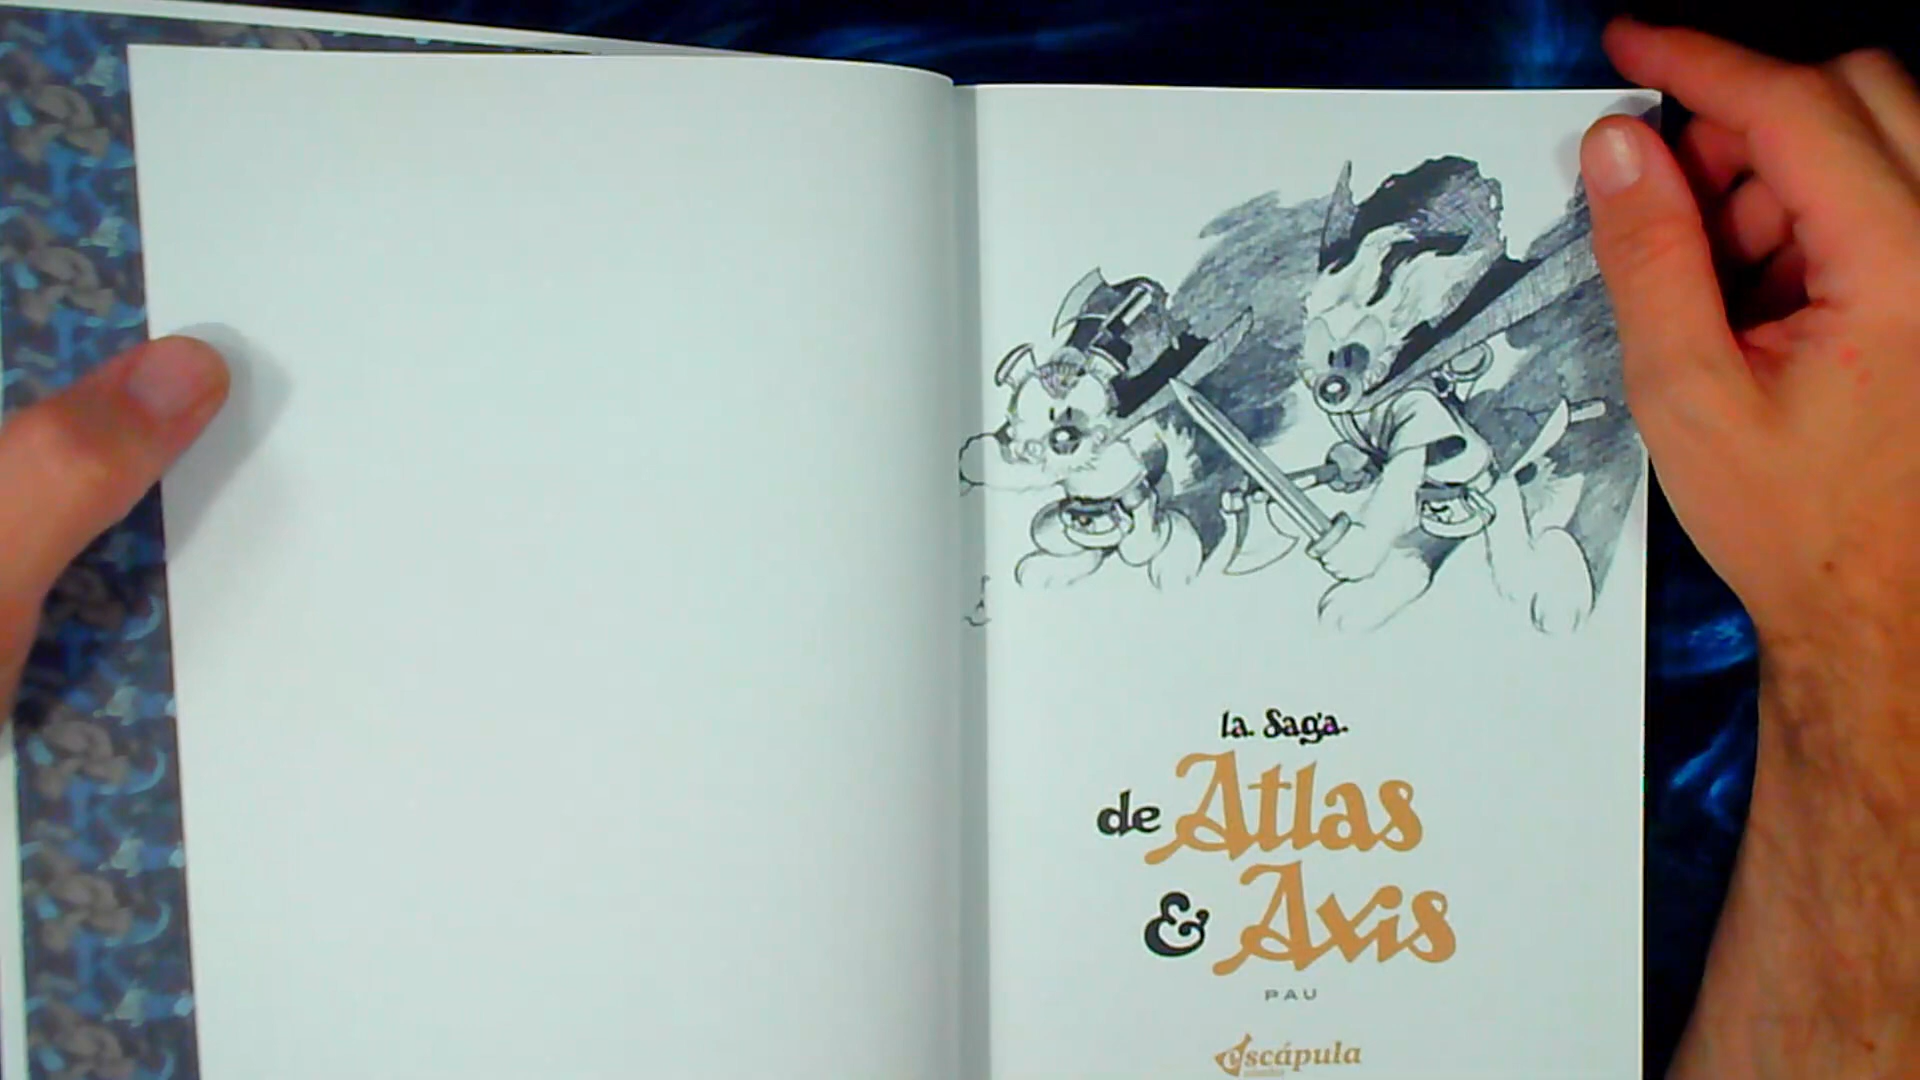 la Saga
de Atlas
& Axis
PAU
escápula